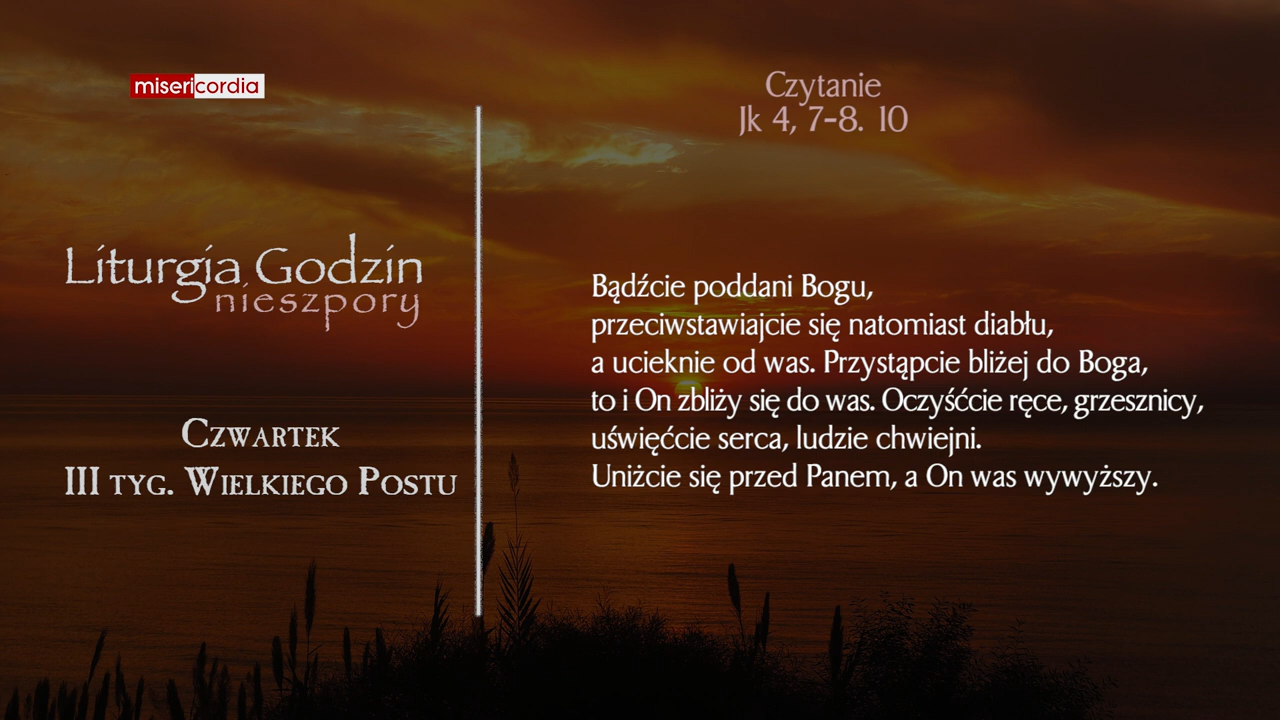 misericordia
Liturgia Godzin
nieszpory
Czwartek
III tyg. Wielkiego Postu
Czytanie
Jk 4, 7-8. 10
Bądźcie poddani Bogu,
przeciwstawiajcie się natomiast diabłu,
a ucieknie od was. Przystąpcie bliżej do Boga,
to i On zbliży się do was. Oczyśćcie ręce, grzesznicy,
uświęćcie serca, ludzie chwiejni.
Uniżcie się przed Panem, a On was wywyższy.